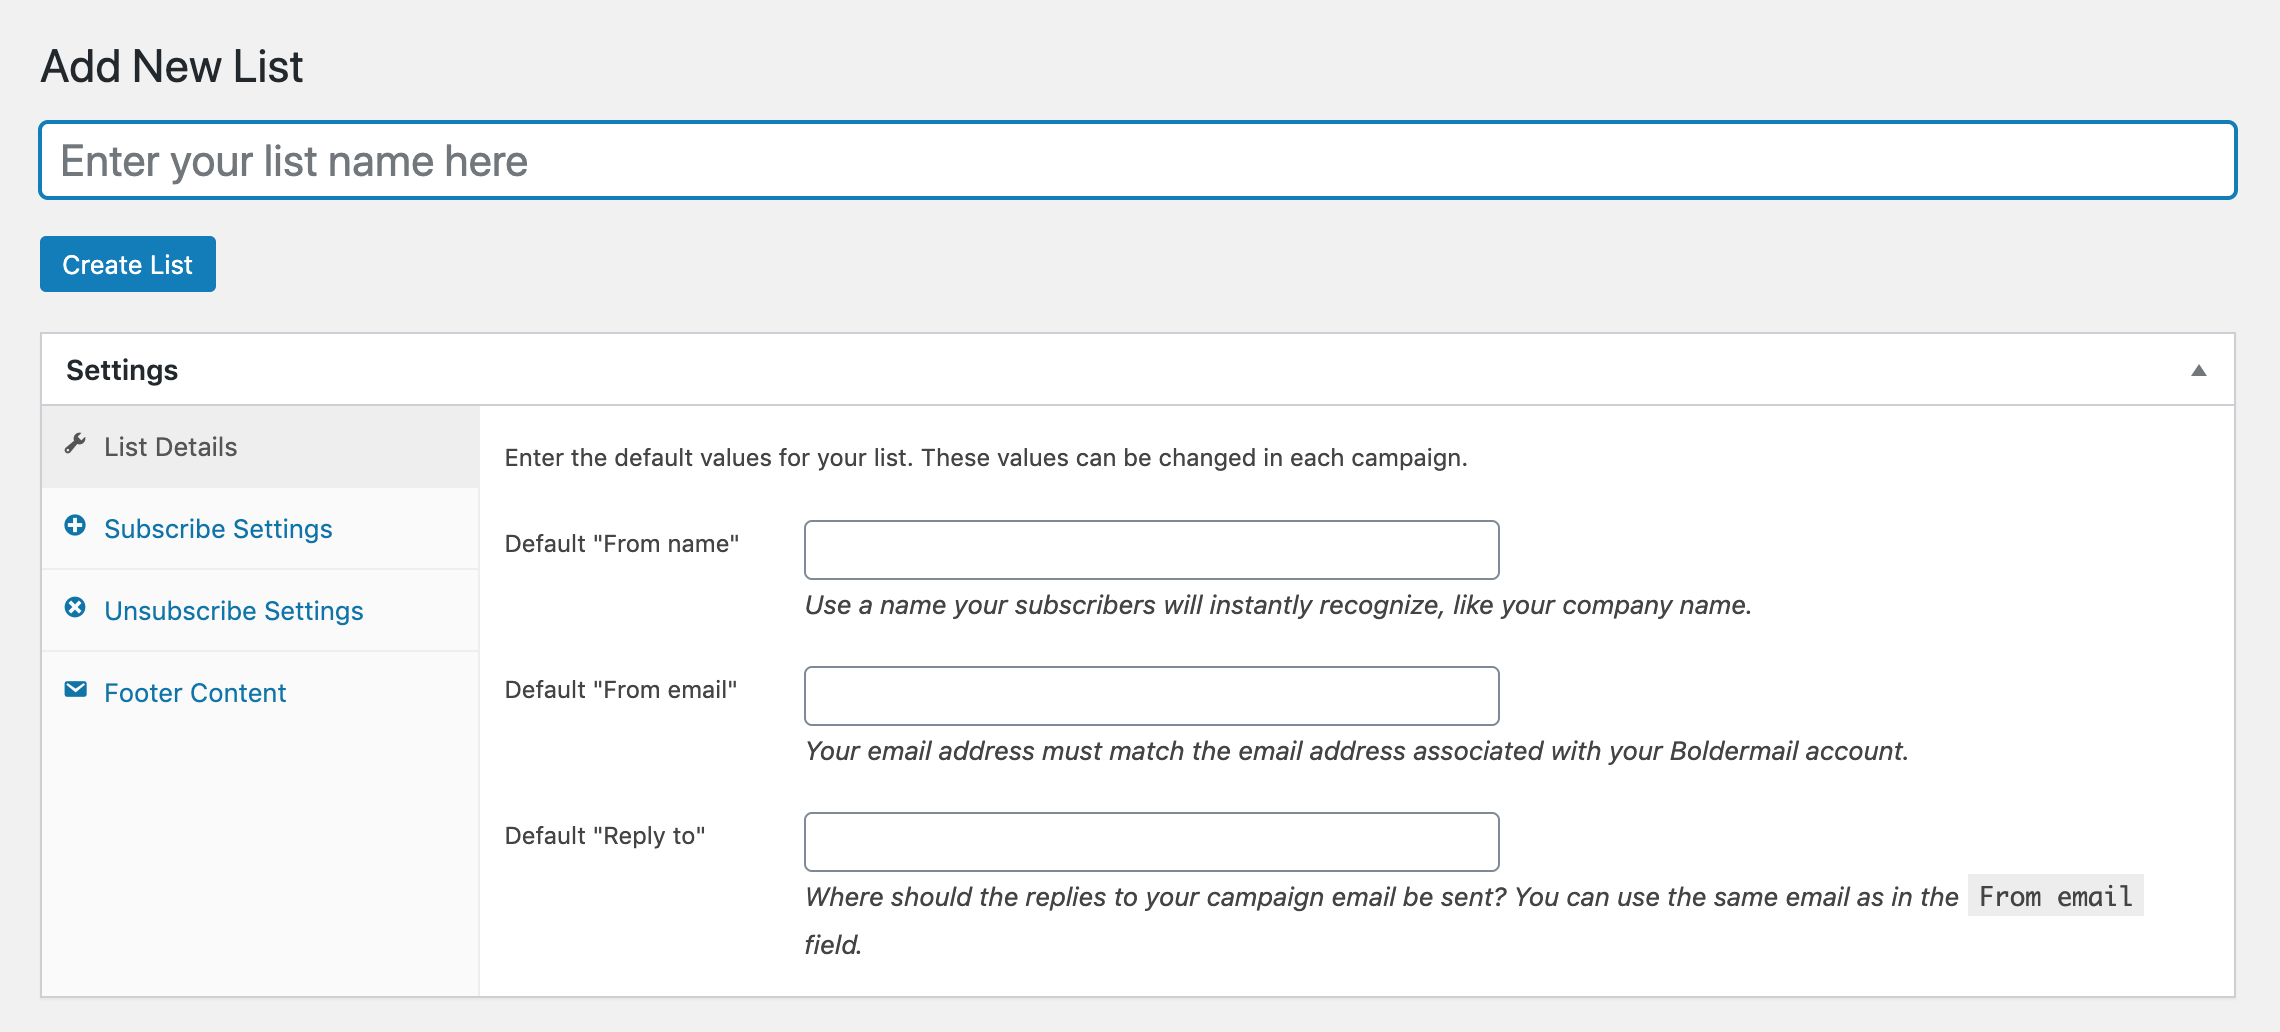 Add New List
Enter your list name here
Create List
Settings
List Details
Subscribe Settings
Unsubscribe Settings
Footer Content
Enter the default values for your list. These values can be changed in each campaign.
Default "From name"
Use a name your subscribers will instantly recognize, like your company name.
Default "From email"
Your email address must match the email address associated with your Boldermail account.
Default "Reply to"
Where should the replies to your campaign email be sent? You can use the same email as in the From email
field.